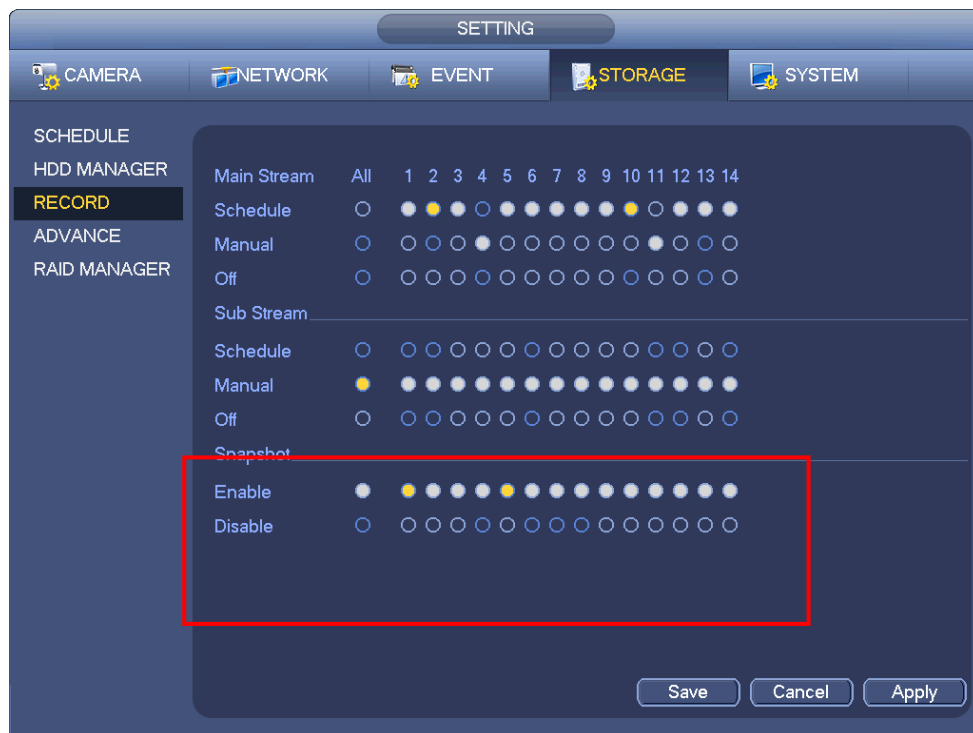 SETTING
CAMERA NETWORK EVENT STORAGE SYSTEM
SCHEDULE
HDD MANAGER
RECORD
ADVANCE
RAID MANAGER
Main Stream All 1 2 3 4 5 6 7 8 9 10 11 12 13 14
Schedule
Manual
Off
Sub Stream
Schedule
Manual
Off
Snapshot
Enable
Disable
Save Cancel Apply